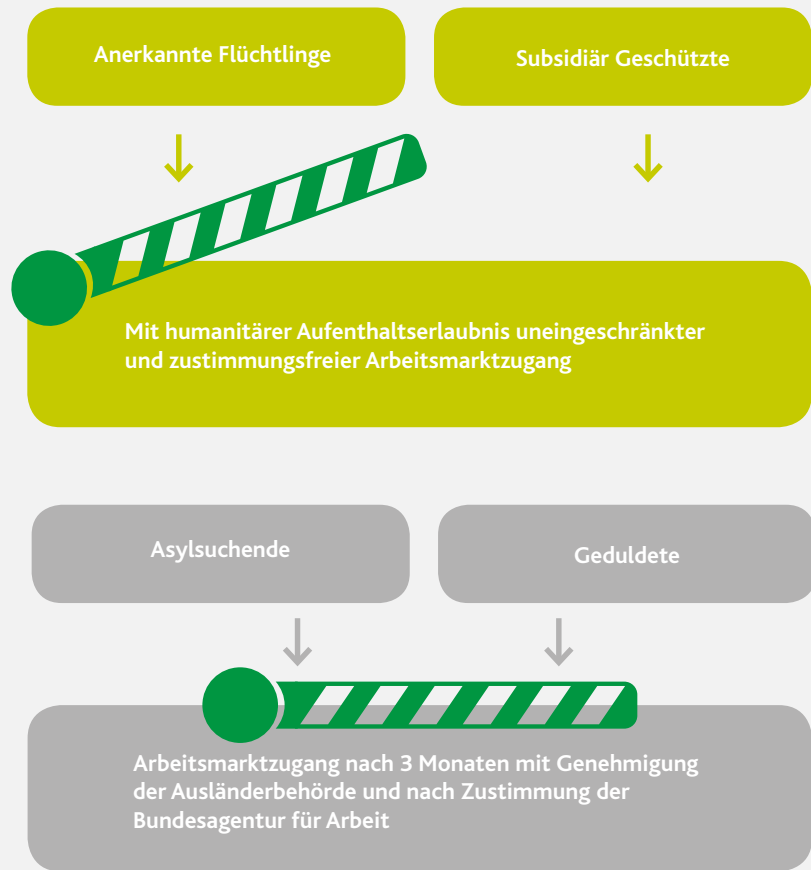 Anerkannte Flüchtlinge
Subsidiär Geschützte
Mit humanitärer Aufenthaltserlaubnis uneingeschränkter
und zustimmungsfreier Arbeitsmarktzugang
Asylsuchende
Geduldete
Arbeitsmarktzugang nach 3 Monaten mit Genehmigung
der Ausländerbehörde und nach Zustimmung der
Bundesagentur für Arbeit